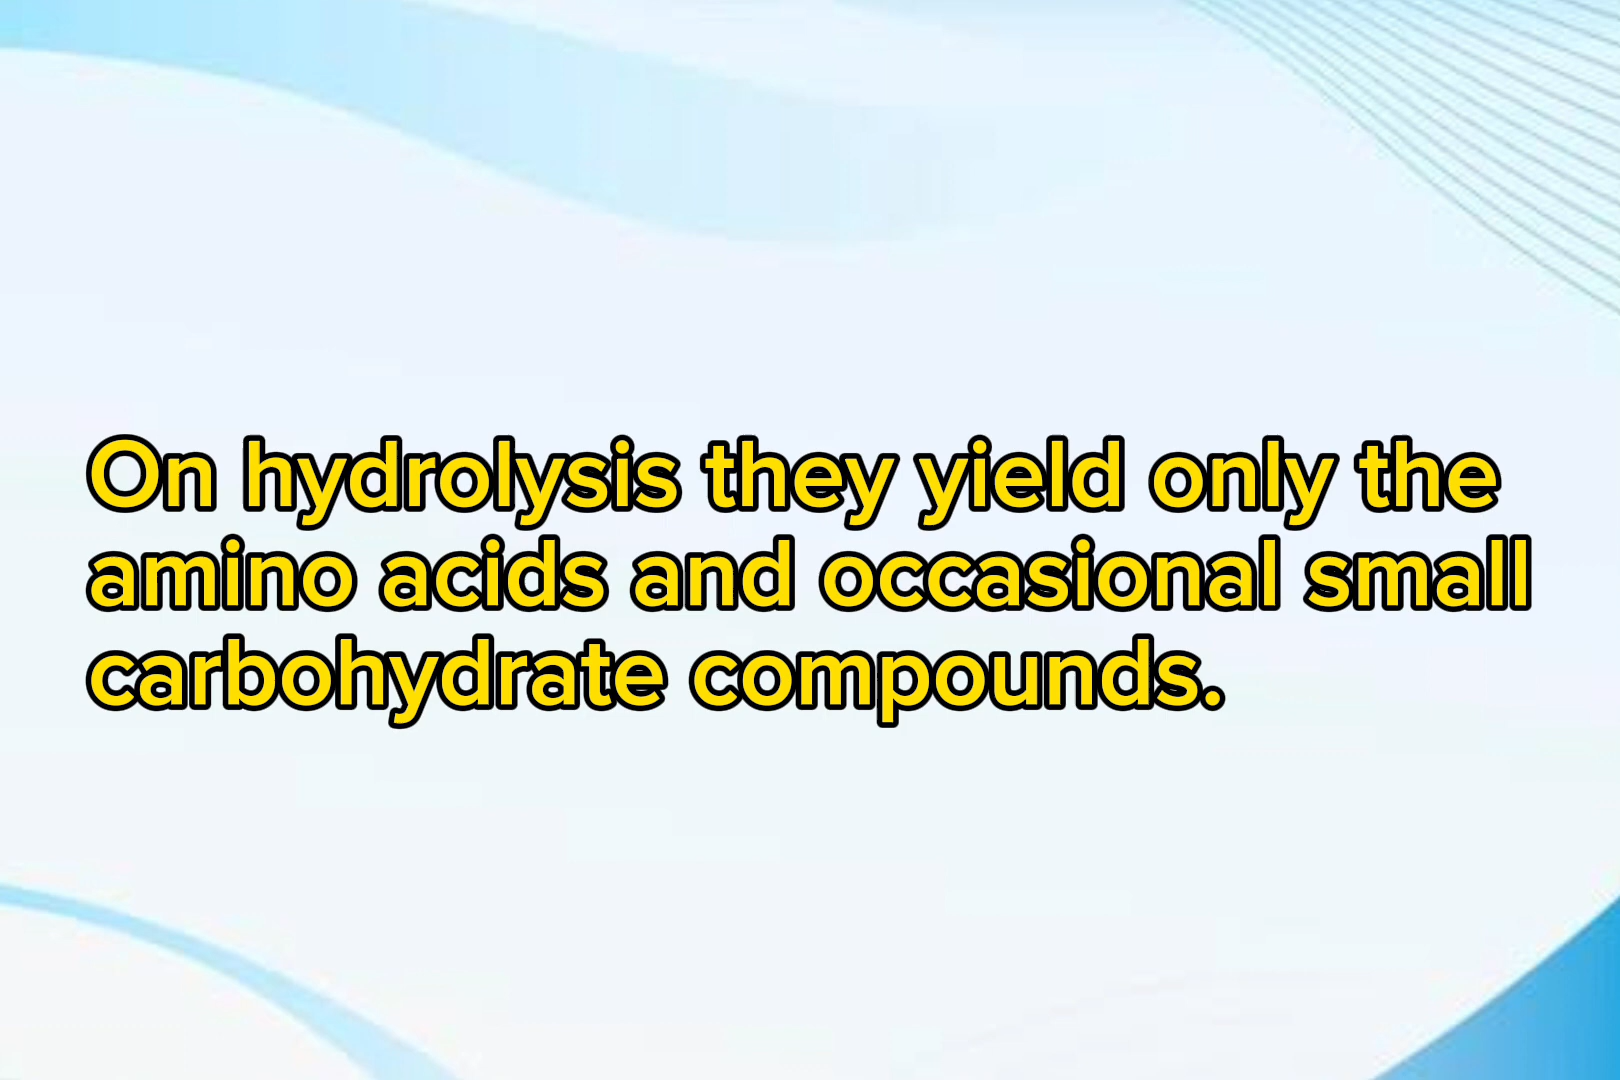 On hydrolysis they yield only the
amino acids and occasional small
carbohydrate compounds.